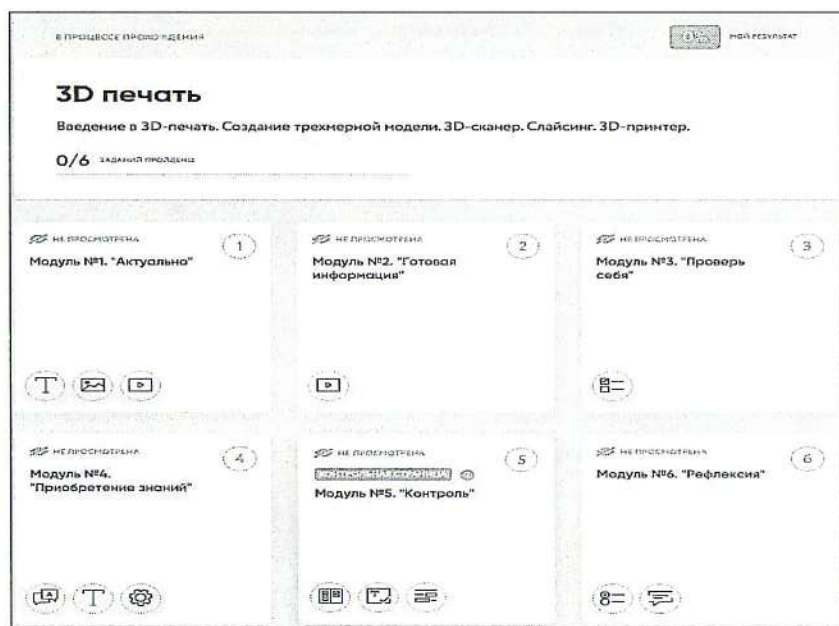 В ПРОЦЕССЕ ПРОХОЖДЕНИЯ
МОЙ РЕЗУЛЬТАТ
3D печать
Введение в 3D-печать. Создание трехмерной модели. 3D-сканер. Слайсинг. 3D-принтер.
0/6 ЗАДАНИЙ ПРОЙДЕНЫ
НЕ ПРОСМОТРЕНА
1
Модуль №1. "Актуально"
НЕ ПРОСМОТРЕНА
2
Модуль №2. "Готовая
информация"
НЕ ПРОСМОТРЕНА
3
Модуль №3. "Проверь
себя"
НЕ ПРОСМОТРЕНА
4
Модуль №4.
"Приобретение знаний"
НЕ ПРОСМОТРЕНА
5
КОНТРОЛЬНАЯ СТРАНИЦА
Модуль №5. "Контроль"
НЕ ПРОСМОТРЕНА
6
Модуль №6. "Рефлексия"